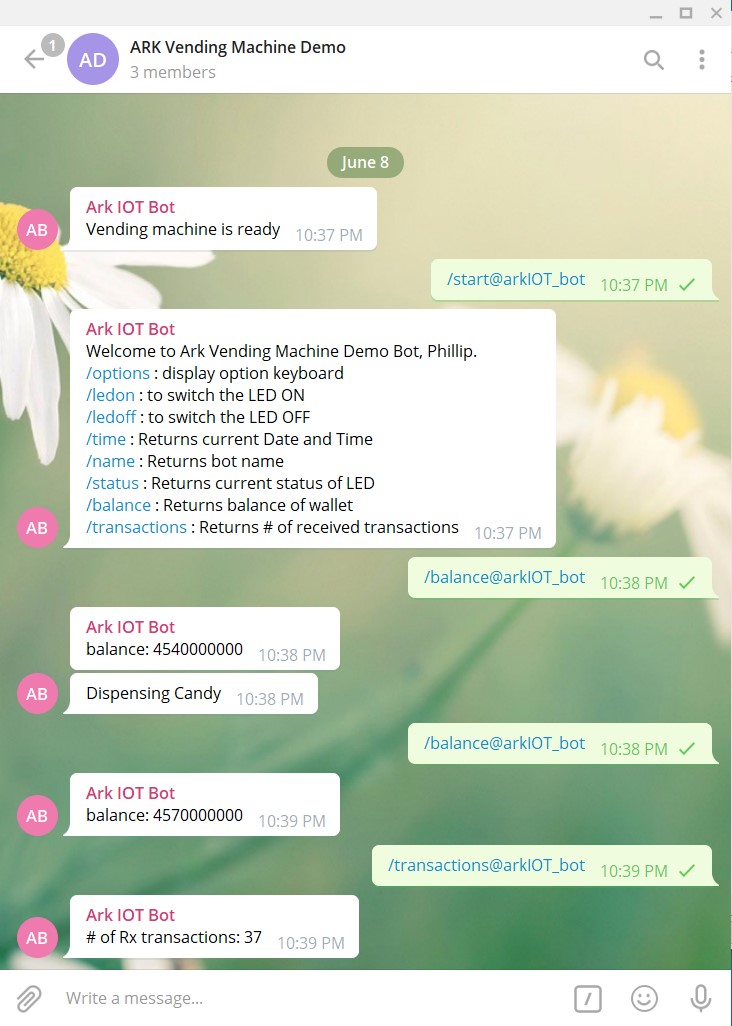 1
AD
ARK Vending Machine Demo
3 members
June 8
Ark IOT Bot
AB
Vending machine is ready 10:37 PM
/start@arkIOT_bot 10:37 PM
Ark IOT Bot
Welcome to Ark Vending Machine Demo Bot, Phillip.
/options : display option keyboard
/ledon : to switch the LED ON
/ledoff : to switch the LED OFF
/time : Returns current Date and Time
/name : Returns bot name
/status : Returns current status of LED
/balance : Returns balance of wallet
AB
/transactions : Returns # of received transactions 10:37 PM
/balance@arkIOT_bot 10:38 PM
Ark IOT Bot
balance: 4540000000 10:38 PM
AB
Dispensing Candy 10:38 PM
/balance@arkIOT_bot 10:38 PM
Ark IOT Bot
AB
balance: 4570000000 10:39 PM
/transactions@arkIOT_bot 10:39 PM
Ark IOT Bot
AB
# of Rx transactions: 37 10:39 PM
Write a message...